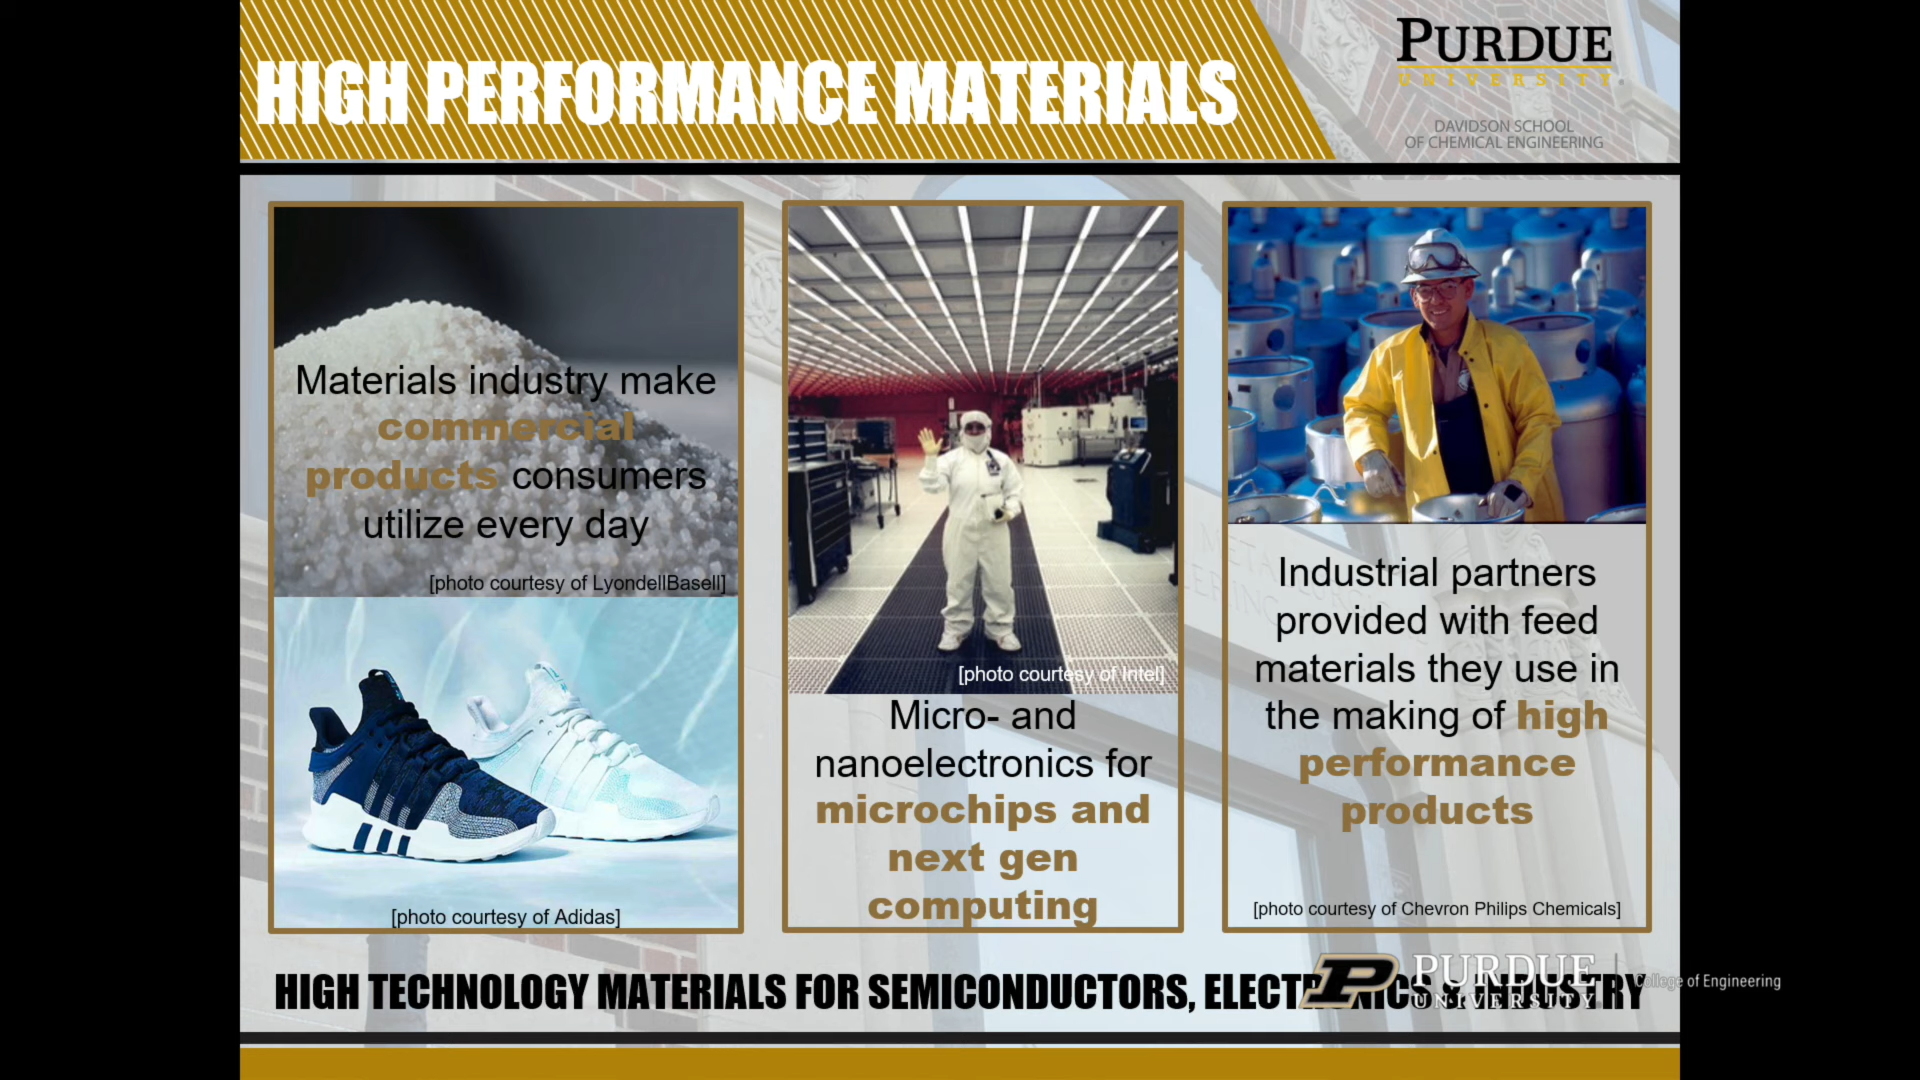 HIGH PERFORMANCE MATERIALS
PURDUE
UNIVERSITY
DAVIDSON SCHOOL
OF CHEMICAL ENGINEERING
Materials industry make
commercial
products consumers
utilize every day
[photo courtesy of LyondellBasell]
[photo courtesy of Adidas]
[photo courtesy of Intel]
Micro- and
nanoelectronics for
microchips and
next gen
computing
Industrial partners
provided with feed
materials they use in
the making of high
performance
products
[photo courtesy of Chevron Philips Chemicals]
HIGH TECHNOLOGY MATERIALS FOR SEMICONDUCTORS, ELECTRONICS & INDUSTRY
P PURDUE
UNIVERSITY
College of Engineering